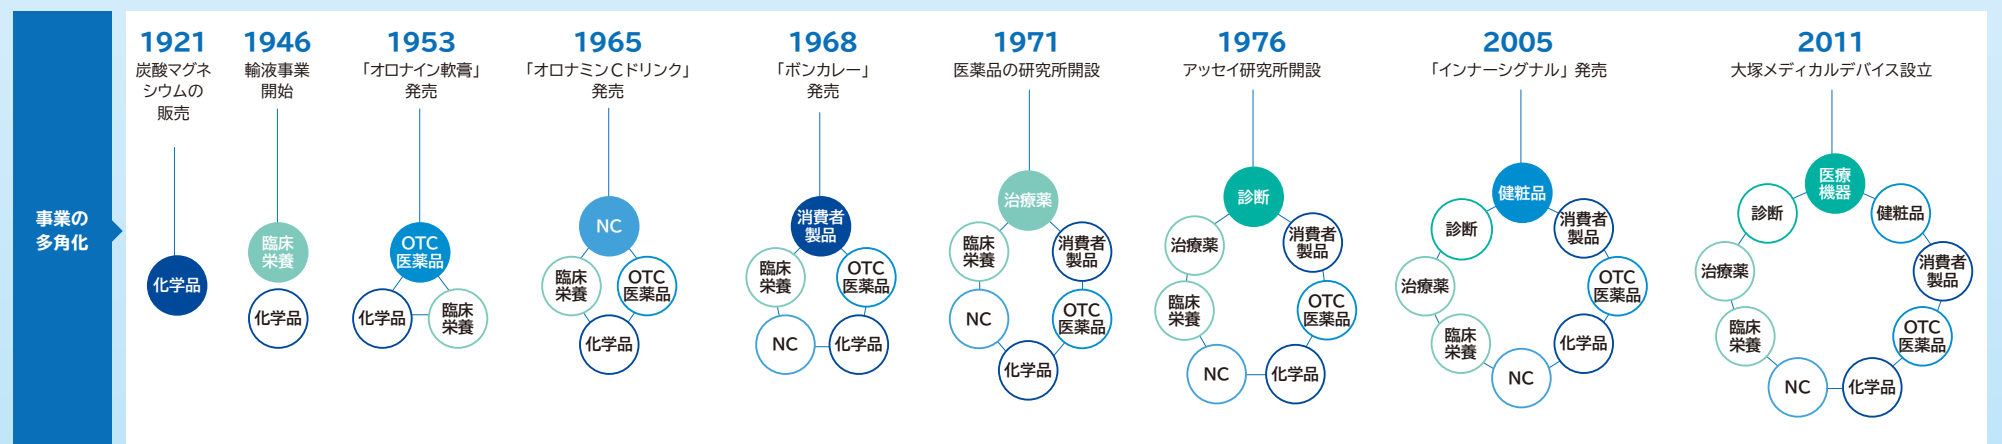 事業の
多角化
1921
炭酸マグネ
シウムの
販売
化学品
1946
輸液事業
開始
臨床
栄養
化学品
1953
「オロナイン軟膏」
発売
OTC
医薬品
化学品
臨床
栄養
1965
「オロナミンCドリンク」
発売
NC
臨床
栄養
OTC
医薬品
化学品
1968
「ボンカレー」
発売
消費者
製品
臨床
栄養
OTC
医薬品
NC
化学品
1971
医薬品の研究所開設
治療薬
臨床
栄養
消費者
製品
NC
OTC
医薬品
化学品
1976
アッセイ研究所開設
診断
治療薬
消費者
製品
臨床
栄養
OTC
医薬品
NC
化学品
2005
「インナーシグナル」発売
健粧品
診断
消費者
製品
治療薬
OTC
医薬品
臨床
栄養
化学品
NC
2011
大塚メディカルデバイス設立
医療
機器
診断
健粧品
治療薬
消費者
製品
臨床
栄養
OTC
医薬品
NC
化学品